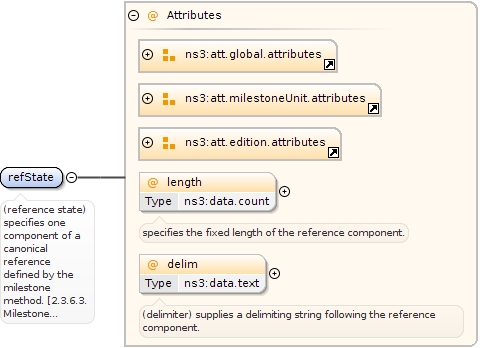 Attributes
ns3:att.global.attributes
ns3:att.milestoneUnit.attributes
ns3:att.edition.attributes
refState
(reference state)
specifies one
component of a
canonical
reference
defined by the
milestone
method. [2.3.6.3.
Milestone...
length
Type ns3:data.count
specifies the fixed length of the reference component.
delim
Type ns3:data.text
(delimiter) supplies a delimiting string following the reference
component.